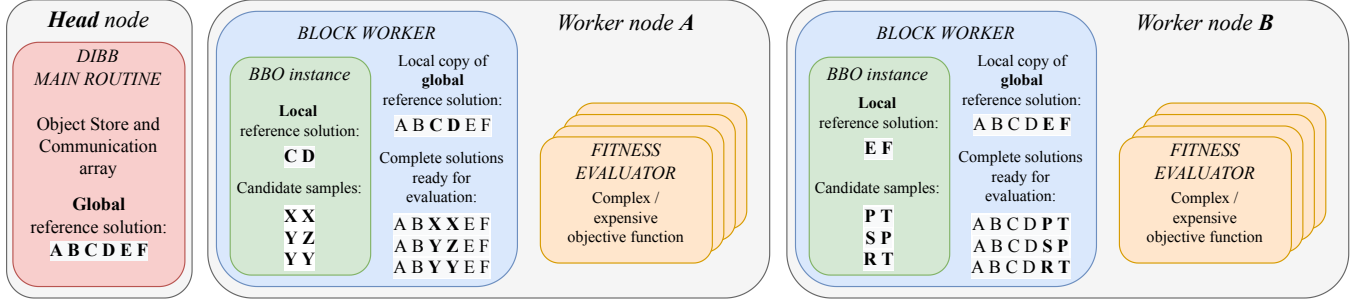 Head node
DIBB
MAIN ROUTINE
Object Store and
Communication
array
Global
reference solution:
A B C D E F
Worker node A
BLOCK WORKER
BBO instance
Local
reference solution:
C D
Candidate samples:
X X
Y Z
Y Y
Local copy of
global
reference solution:
A B C D E F
Complete solutions
ready for
evaluation:
A B X X E F
A B Y Z E F
A B Y Y E F
FITNESS
EVALUATOR
Complex /
expensive
objective function
Worker node B
BLOCK WORKER
BBO instance
Local
reference solution:
E F
Candidate samples:
P T
S P
R T
Local copy of
global
reference solution:
A B C D E F
Complete solutions
ready for
evaluation:
A B C D P T
A B C D S P
A B C D R T
FITNESS
EVALUATOR
Complex /
expensive
objective function